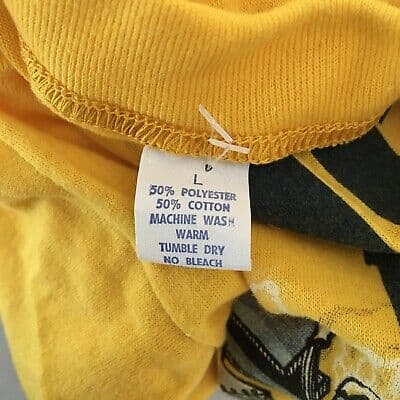 L
50% POLYESTER
50% COTTON
MACHINE WASH
WARM
TUMBLE DRY
NO BLEACH